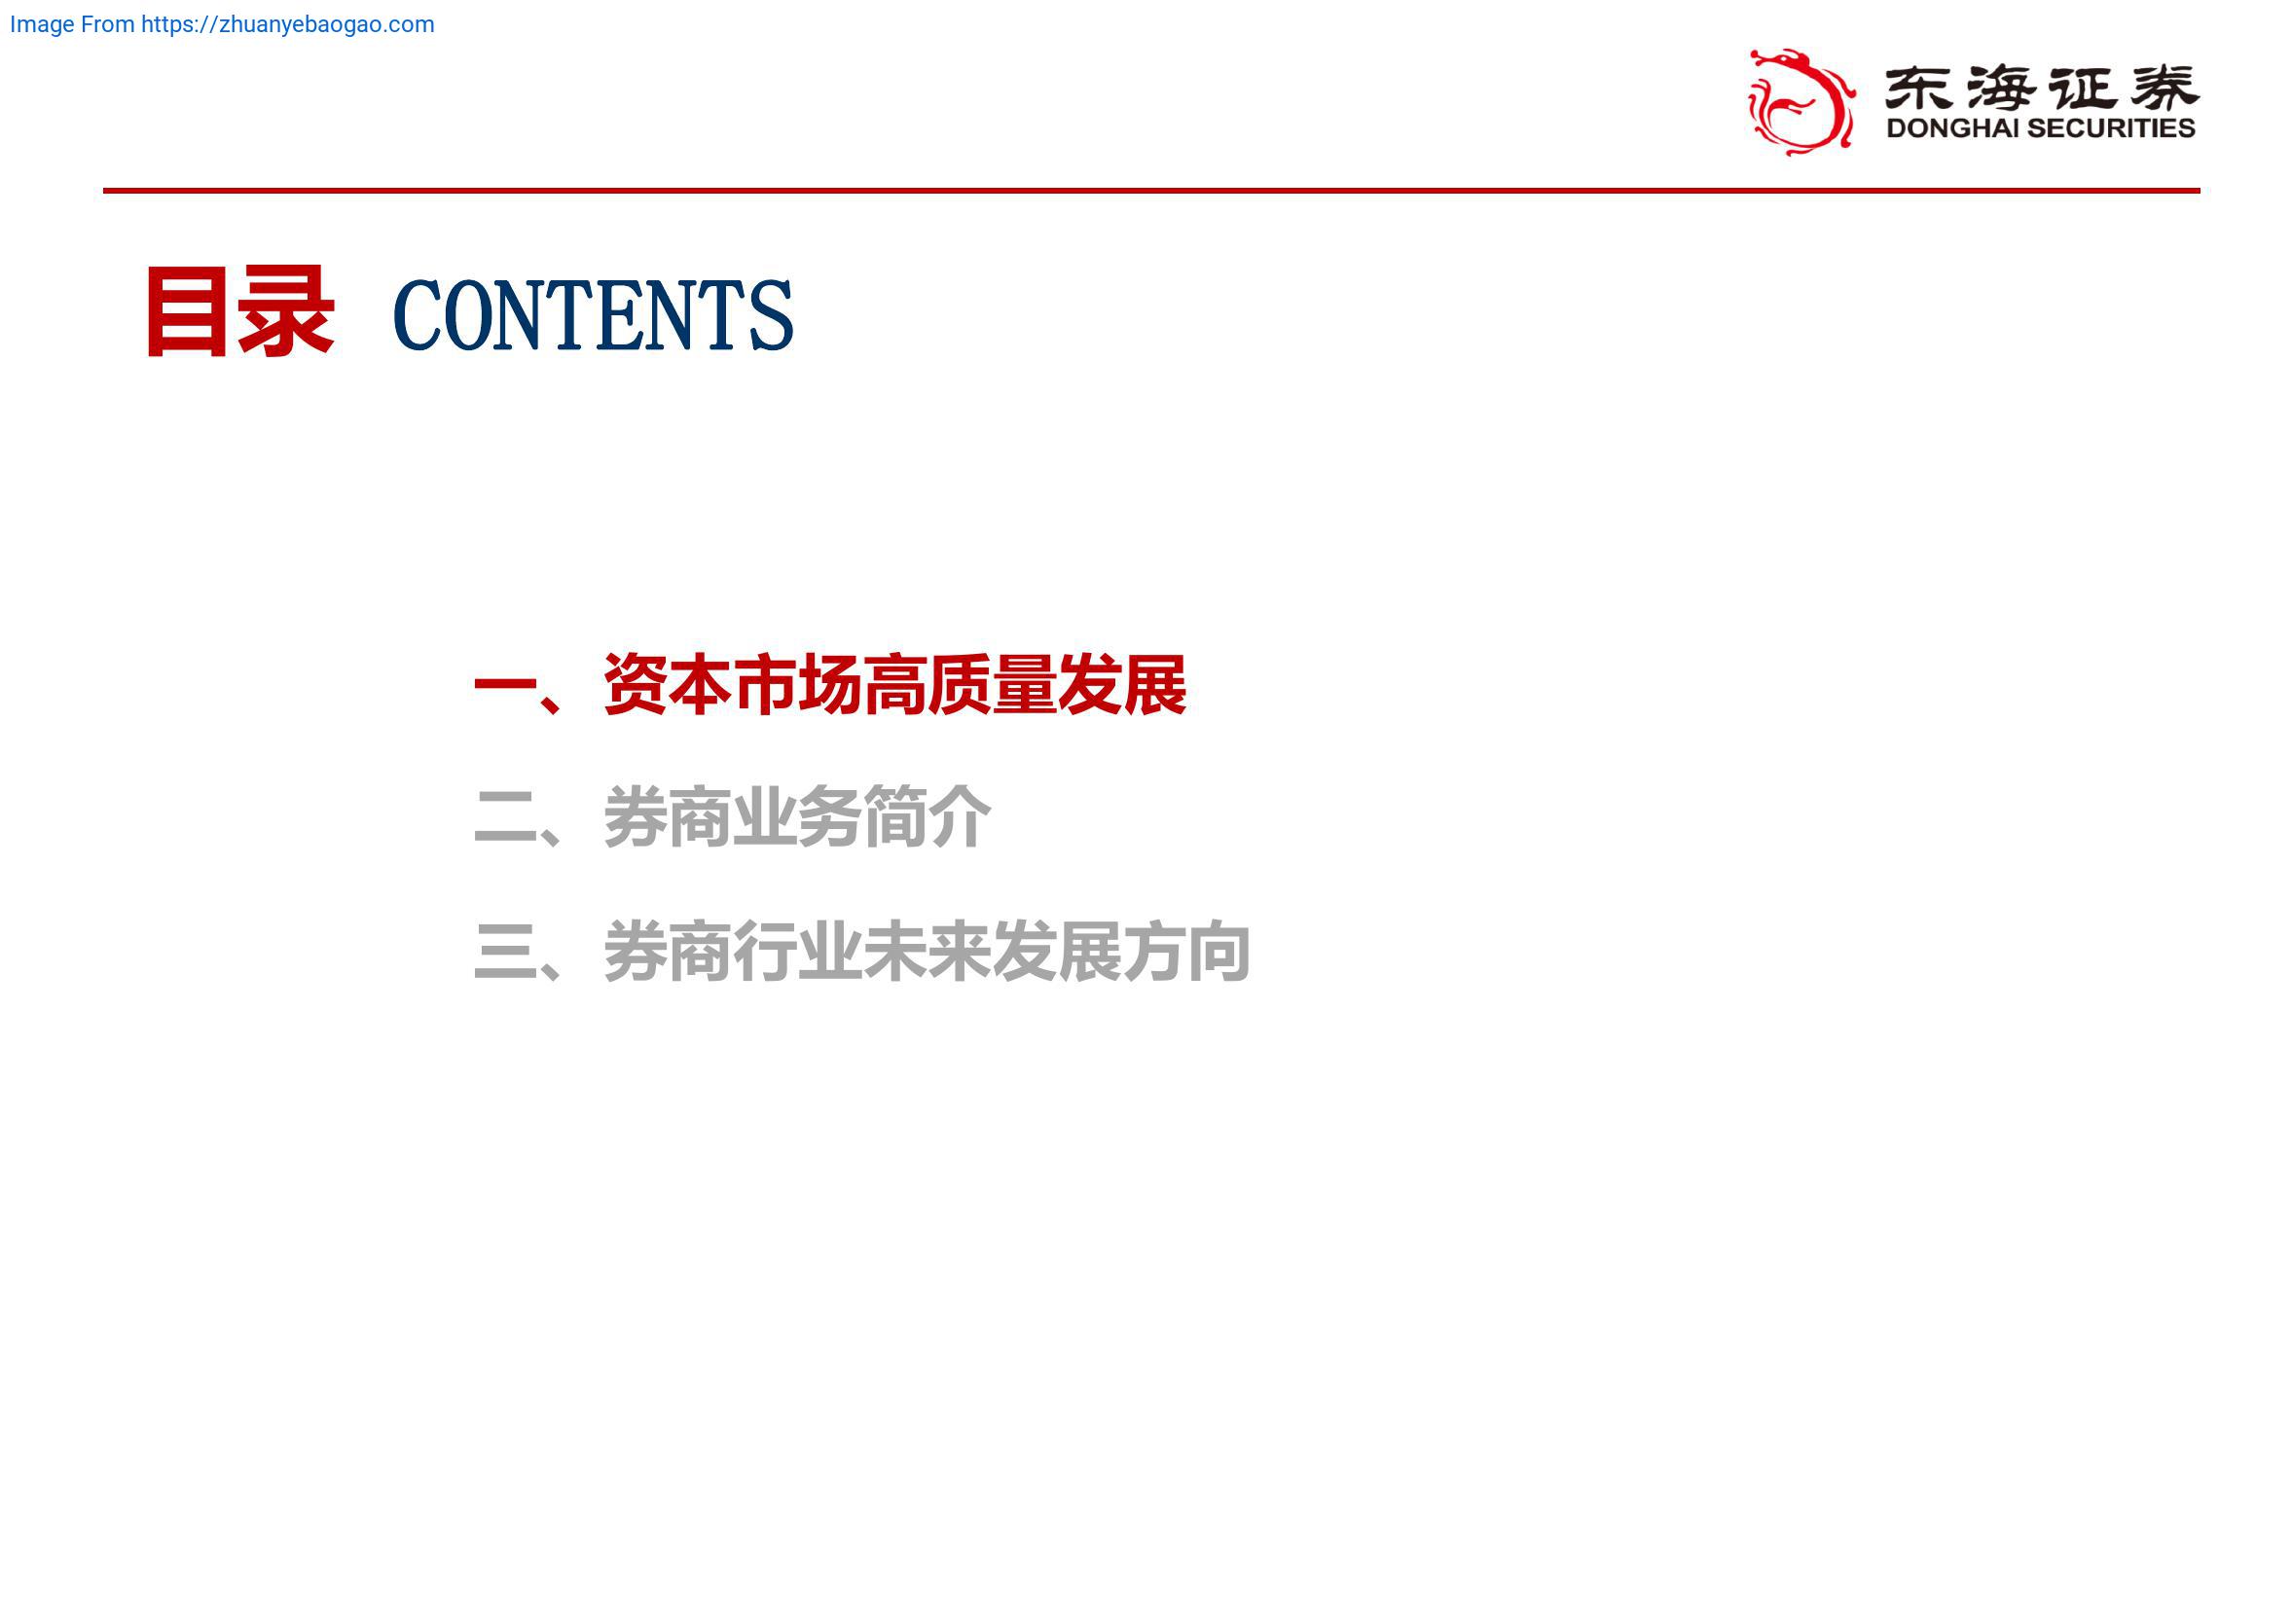 Image From https://zhuanyebaogao.com
东海证券
DONGHAI SECURITIES
目录 CONTENTS
一、 资本市场高质量发展
二、 券商业务简介
三、 券商行业未来发展方向